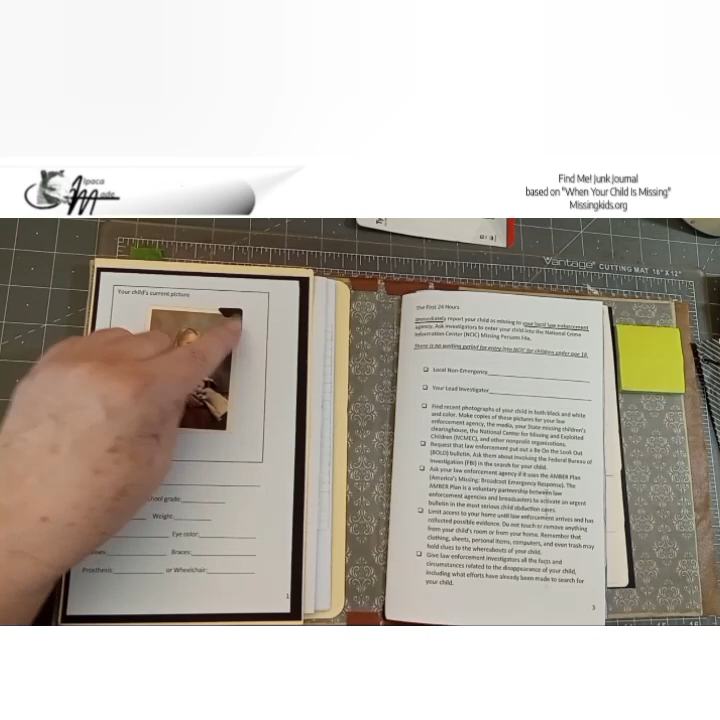 Alpaca
Made
Find Me! Junk Journal
based on "When Your Child Is Missing"
Missingkids.org
Vantage® CUTTING MAT 18" X 12"
Your child's current picture
school grade:
Weight:
Eye color:
Braces:
Prosthesis: or Wheelchair:
1
The First 24 Hours
Immediately report your child as missing to your local law enforcement
agency. Ask investigators to enter your child into the National Crime
Information Center (NCIC) Missing Persons File.
There is no waiting period for entry into NCIC for children under age 18.
Local Non-Emergency
Your Lead Investigator
Find recent photographs of your child in both black and white
and color. Make copies of these pictures for your law
enforcement agency, the media, your State missing children's
clearinghouse, the National Center for Missing and Exploited
Children (NCMEC), and other nonprofit organizations.
Request that law enforcement put out a Be On the Look Out
(BOLO) bulletin. Ask them about involving the Federal Bureau of
Investigation (FBI) in the search for your child.
Ask your law enforcement agency if it uses the AMBER Plan
(America's Missing: Broadcast Emergency Response). The
AMBER Plan is a voluntary partnership between law
enforcement agencies and broadcasters to activate an urgent
bulletin in the most serious child abduction cases.
Limit access to your home until law enforcement arrives and has
collected possible evidence. Do not touch or remove anything
from your child's room or from your home. Remember that
clothing, sheets, personal items, computers, and even trash may
hold clues to the whereabouts of your child.
Give law enforcement investigators all the facts and
circumstances related to the disappearance of your child,
including what efforts have already been made to search for
your child.
3